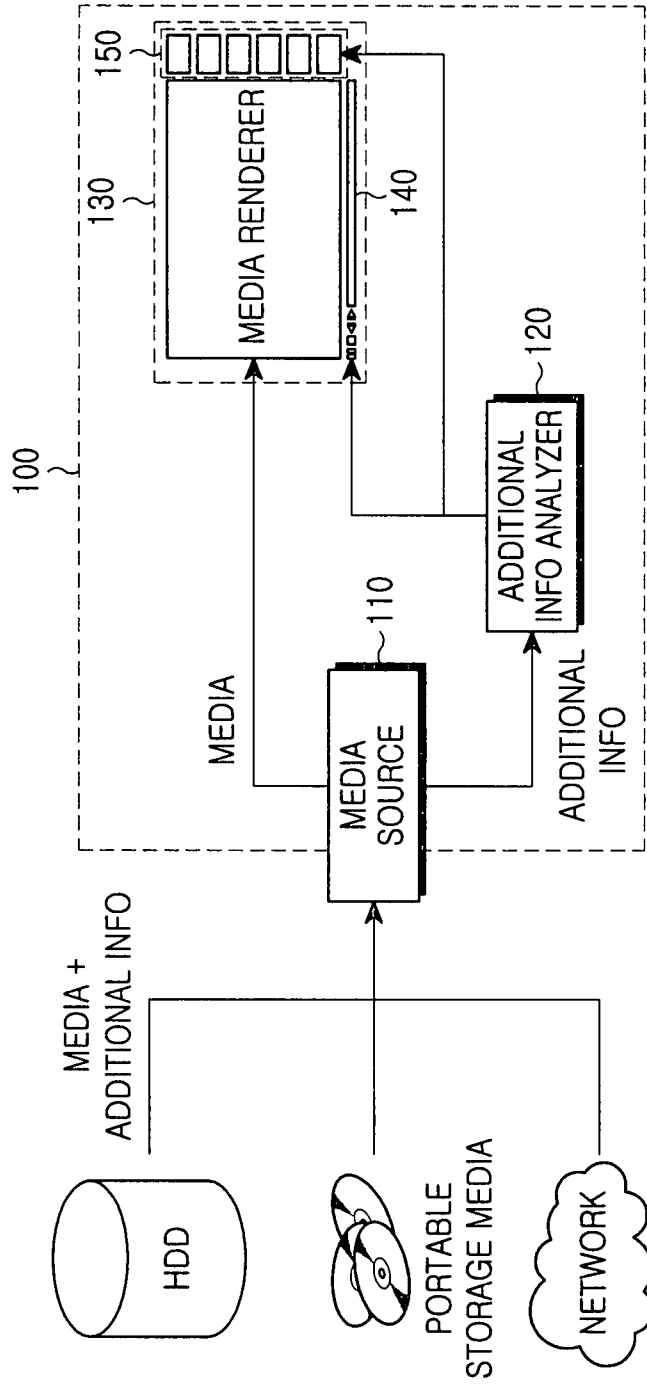 100
130
150
MEDIA RENDERER
140
MEDIA +
ADDITIONAL INFO
MEDIA
HDD
MEDIA
SOURCE
110
ADDITIONAL
INFO ANALYZER
120
PORTABLE
STORAGE MEDIA
ADDITIONAL
INFO
NETWORK